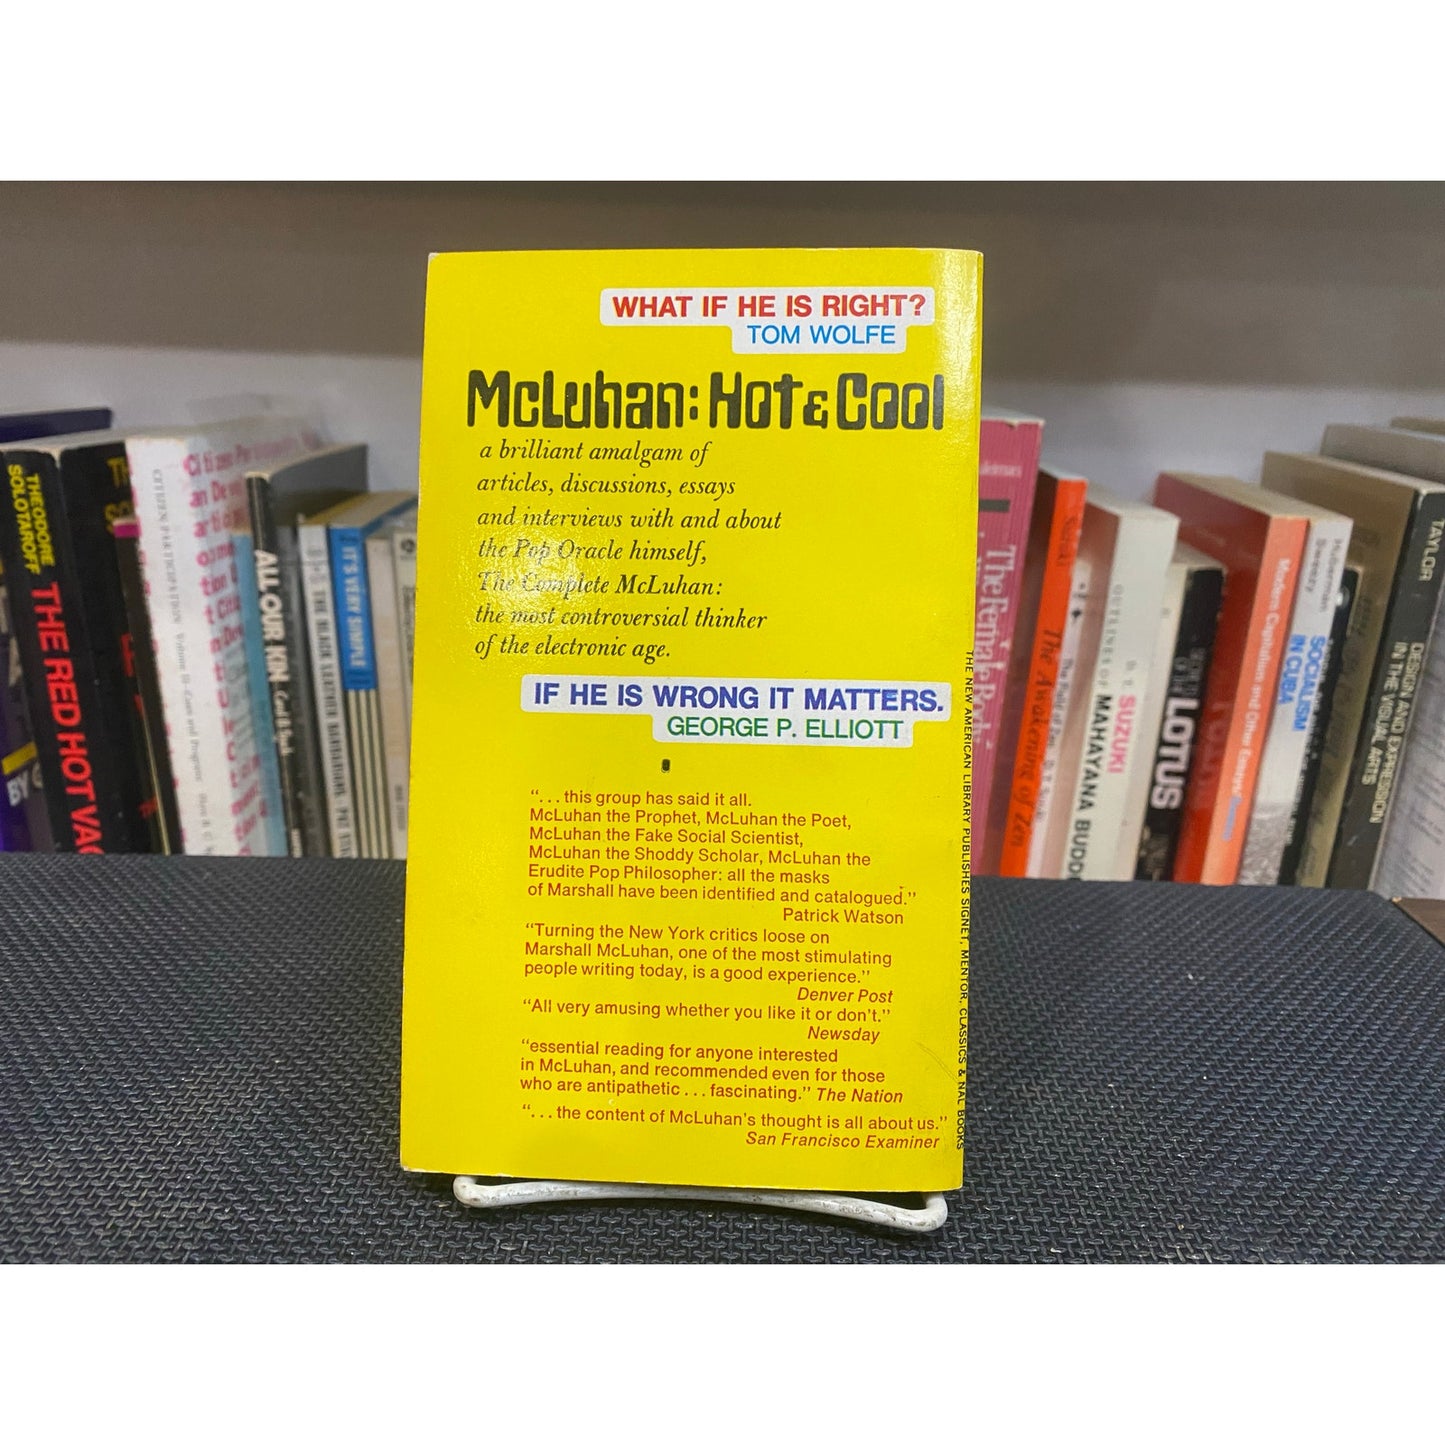 WHAT IF HE IS RIGHT?
TOM WOLFE
McLuhan: Hot & Cool
a brilliant amalgam of
articles, discussions, essays
and interviews with and about
the Pop Oracle himself,
The Complete McLuhan:
the most controversial thinker
of the electronic age.
IF HE IS WRONG IT MATTERS.
GEORGE P. ELLIOTT
“... this group has said it all.
McLuhan the Prophet, McLuhan the Poet,
McLuhan the Fake Social Scientist,
McLuhan the Shoddy Scholar, McLuhan the
Erudite Pop Philosopher: all the masks
of Marshall have been identified and catalogued.”
Patrick Watson
“Turning the New York critics loose on
Marshall McLuhan, one of the most stimulating
people writing today, is a good experience.”
Denver Post
“All very amusing whether you like it or don't.”
Newsday
“essential reading for anyone interested
in McLuhan, and recommended even for those
who are antipathetic ... fascinating.” The Nation
“... the content of McLuhan's thought is all about us.”
San Francisco Examiner
THE NEW AMERICAN LIBRARY PUBLISHES SIGNET, MENTOR, CLASSICS & NAL BOOKS
THEODORE
SOLOTAROFF
THE RED HOT VAC
BY
CITIZEN PARTICIPATION
ALL OUR KIN
IT'S VERY
SIMPLE
The Female
The Awakening of Zen
OUTLINES OF
MAHAYANA BUDD
SUZUKI
LOTUS
Modern Capitalism and Other Essays
Huberman
Sweezy
SOCIALISM
IN CUBA
TAYLOR
DESIGN AND EXPRESSION
IN THE VISUAL ARTS